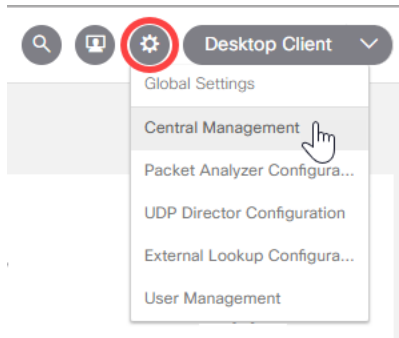 Desktop Client
Global Settings
Central Management
Packet Analyzer Configura...
UDP Director Configuration
External Lookup Configura...
User Management